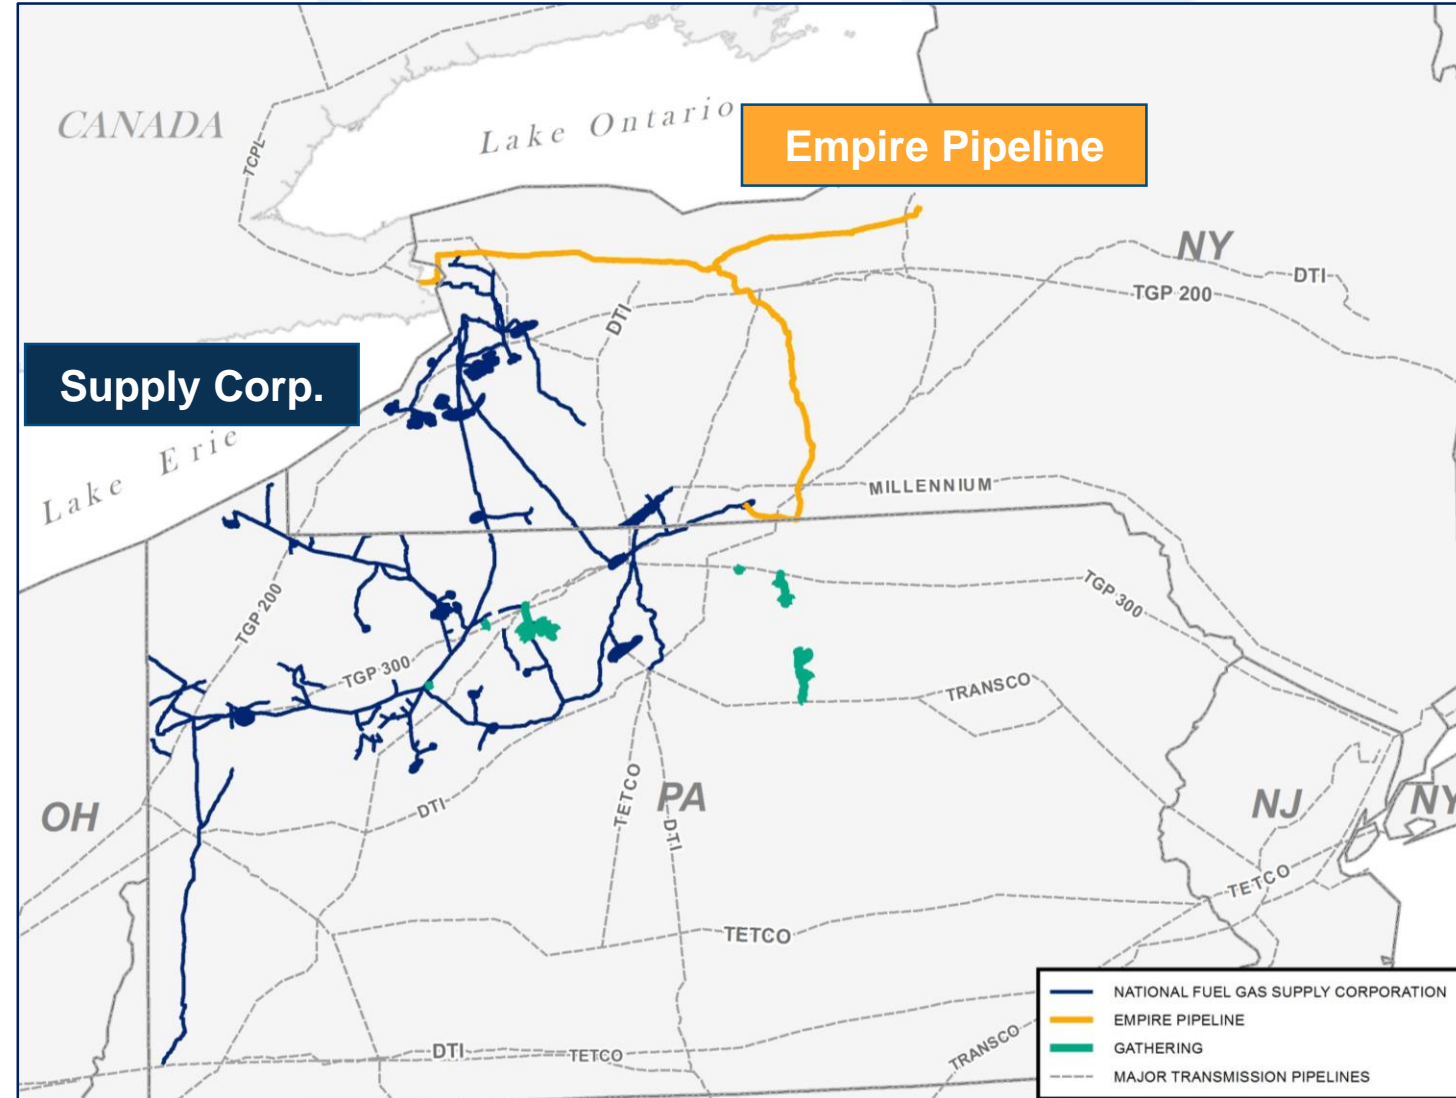 CANADA
TCPL
Lake Ontario
Empire Pipeline
NY
DTI
TGP 200
DTI
Supply Corp.
Lake Erie
MILLENNIUM
TGP 200
TGP 300
TGP 300
TRANSCO
OH
DTI
TETCO
PA
DTI
NJ
NY
TETCO
TETCO
DTI
TETCO
TRANSCO
NATIONAL FUEL GAS SUPPLY CORPORATION
EMPIRE PIPELINE
GATHERING
MAJOR TRANSMISSION PIPELINES